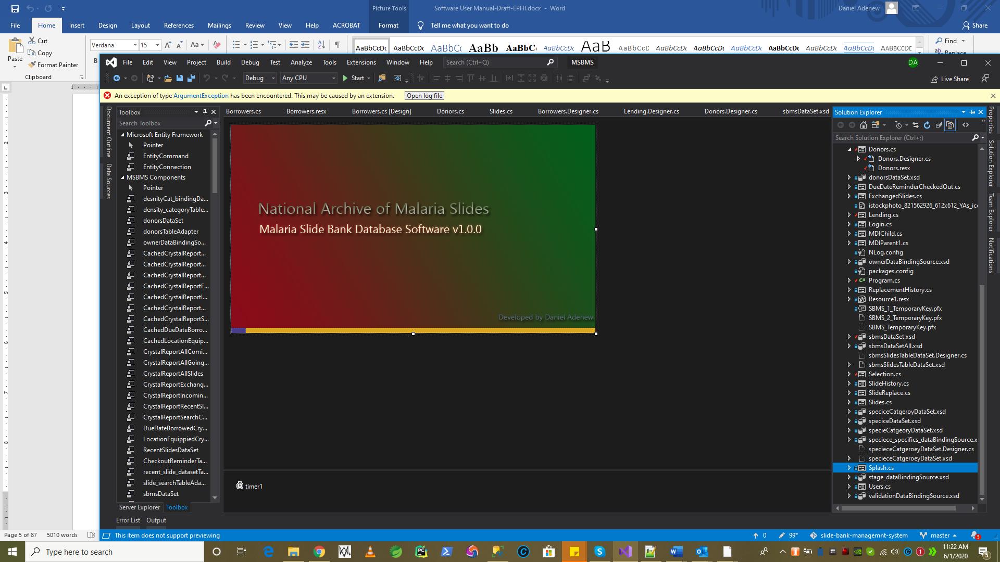 Picture Tools
Software User Manual-Draft-EPHI.docx - Word
Daniel Adenew
File Home Insert Design Layout References Mailings Review View Help ACROBAT Format Tell me what you want to do
Share
Cut
Copy
Format Painter
Paste
Clipboard
Verdana 15
AaBbCcDc AaBbCcDc AaBbCc AaBb AaBbCc AaBbCcDc AaB AaBbCcD AaBbCcDc AaBbCcDc AaBbCcDc AaBbCcDc AaBbCcDc AaBbCcDc AABBCCDE
Find
Replace
File Edit View Project Build Debug Test Analyze Tools Extensions Window Help Search (Ctrl+Q) MSBMS
DA
Debug Any CPU Start
Live Share
An exception of type ArgumentException has been encountered. This may be caused by an extension. Open log file
Document Outline
Data Sources
Toolbox
Search Toolbox
Microsoft Entity Framework
Pointer
EntityCommand
EntityConnection
MSBMS Components
Pointer
desnityCat_bindingDa...
density_categoryTable...
donorsDataSet
donorsTableAdapter
ownerDataBindingSo...
CachedCrystalReport...
CachedCrystalReport...
CachedCrystalReport...
CachedCrystalReportE...
CachedCrystalReportI...
CachedCrystalReport...
CachedCrystalReportS...
CachedDueDateBorro...
CachedLocationEquip...
CrystalReportAllComi...
CrystalReportAllGoing...
CrystalReportAllSlides
CrystalReportExchang...
CrystalReportIncomin...
CrystalReportRecentSl...
CrystalReportSearchC...
DueDateBorrowedCry...
LocationEquippiedCry...
RecentSlidesDataSet
CheckoutReminderTa...
recent_slide_datasetTa...
slide_searchTableAda...
sbmsDataSet
Server Explorer Toolbox
Error List Output
Borrowers.cs Borrowers.resx Borrowers.cs [Design] Donors.cs Slides.cs Borrowers.Designer.cs Lending.Designer.cs Donors.Designer.cs sbmsDataSet.xsd
National Archive of Malaria Slides
Malaria Slide Bank Database Software v1.0.0
Developed by Daniel Adenew.
timer1
Solution Explorer
Search Solution Explorer (Ctrl+;)
Donors.cs
Donors.Designer.cs
Donors.resx
donorsDataSet.xsd
DueDateReminderCheckedOut.cs
ExchangedSlides.cs
istockphoto_821562926_612x612_YAs_ico
Lending.cs
Login.cs
MDIChild.cs
MDIParent1.cs
NLog.config
ownerDataBindingSource.xsd
packages.config
Program.cs
ReplacementHistory.cs
Resource1.resx
SBMS_1_TemporaryKey.pfx
SBMS_2_TemporaryKey.pfx
SBMS_TemporaryKey.pfx
sbmsDataSet.xsd
sbmsDataSetAll.xsd
sbmsSlidesTableDataSet.Designer.cs
sbmsSlidesTableDataSet.xsd
Selection.cs
SlideHistory.cs
SlideReplace.cs
Slides.cs
speciceCatgeroyDataSet.xsd
speciceDataSet.xsd
specieCatgeoryDataSet.xsd
speciece_specifics_dataBindingSource.x
specieceCatgeroeyDataSet.Designer.cs
specieceCatgeroeyDataSet.xsd
Splash.cs
stage_dataBindingSource.xsd
Users.cs
validationDataBindingSource.xsd
Properties
Solution Explorer
Team Explorer
Notifications
Page 5 of 87 5010 words
This item does not support previewing
0 99* slide-bank-managemnt-system master 3
Type here to search
11:22 AM
6/1/2020
5